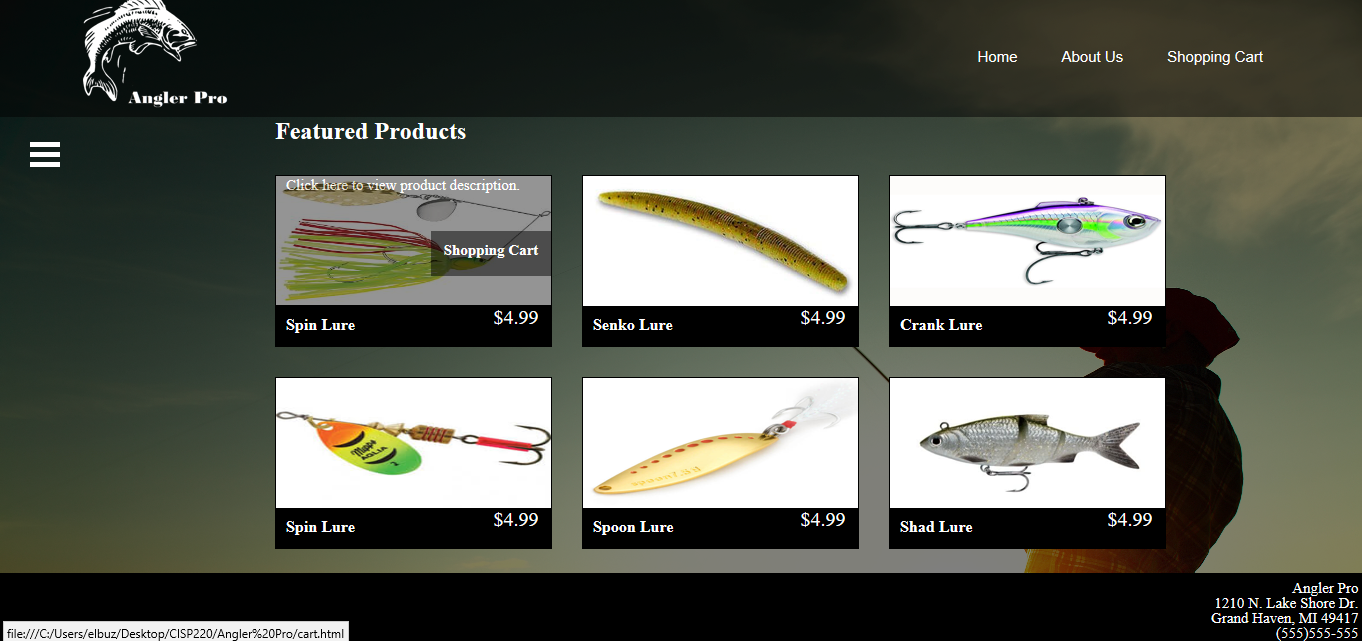 Angler Pro
Home
About Us
Shopping Cart
Featured Products
Click here to view product description.
Shopping Cart
Spin Lure
$4.99
Senko Lure
$4.99
Crank Lure
$4.99
Mepps
AGLIA
2
Spin Lure
$4.99
Spoon Lure
$4.99
Shad Lure
$4.99
Angler Pro
1210 N. Lake Shore Dr.
Grand Haven, MI 49417
(555)555-555
file:///C:/Users/elbuz/Desktop/CISP220/Angler%20Pro/cart.html